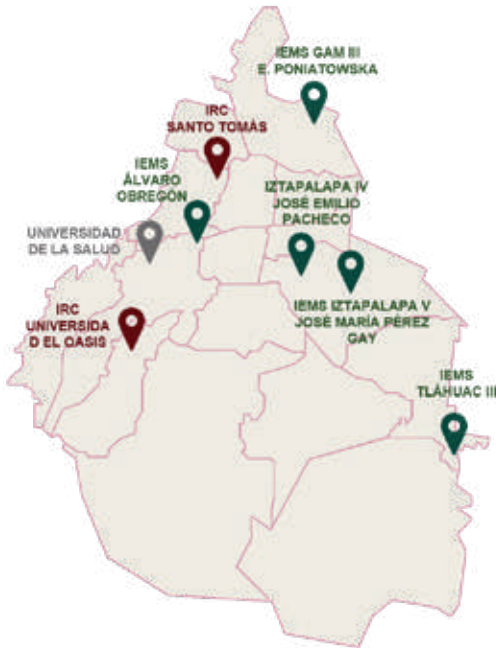 IEMS GAM III
E. PONIATOWSKA
IRC
SANTO TOMÁS
IEMS
ÁLVARO
OBREGÓN
IZTAPALAPA IV
JOSÉ EMILIO
PACHECO
UNIVERSIDAD
DE LA SALUD
IRC
UNIVERSIDA
D EL OASIS
IEMS IZTAPALAPA V
JOSÉ MARÍA PÉREZ
GAY
IEMS
TLÁHUAC III